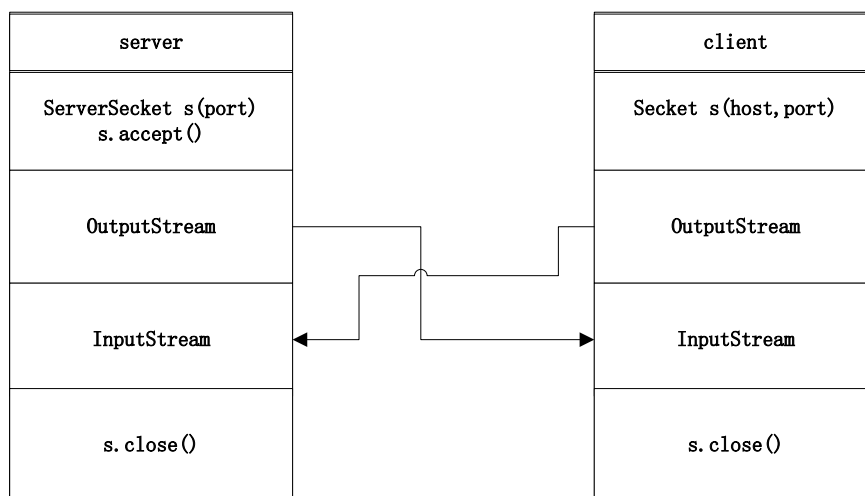 server
ServerSecket s(port)
s.accept()
OutputStream
InputStream
s.close()
client
Secket s(host,port)
OutputStream
InputStream
s.close()